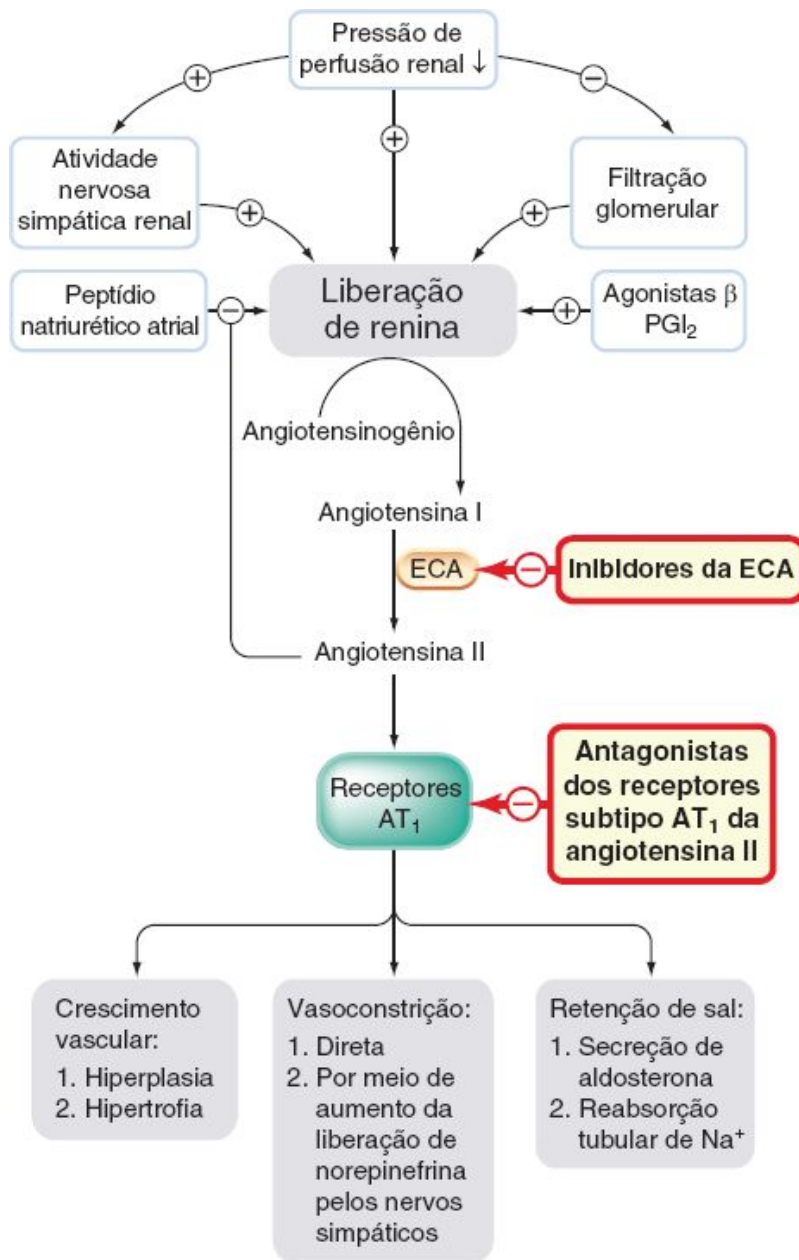 Pressão de
perfusão renal ↓
+
−
+
Atividade
nervosa
simpática renal
Filtração
glomerular
+
+
Peptídio
natriurético atrial
−
Liberação
de renina
+
Agonistas β
PGI₂
Angiotensinogênio
Angiotensina I
ECA
−
Inibidores da ECA
Angiotensina II
Receptores
AT₁
−
Antagonistas
dos receptores
subtipo AT₁ da
angiotensina II
Crescimento
vascular:
1. Hiperplasia
2. Hipertrofia
Vasoconstrição:
1. Direta
2. Por meio de
aumento da
liberação de
norepinefrina
pelos nervos
simpáticos
Retenção de sal:
1. Secreção de
aldosterona
2. Reabsorção
tubular de Na⁺